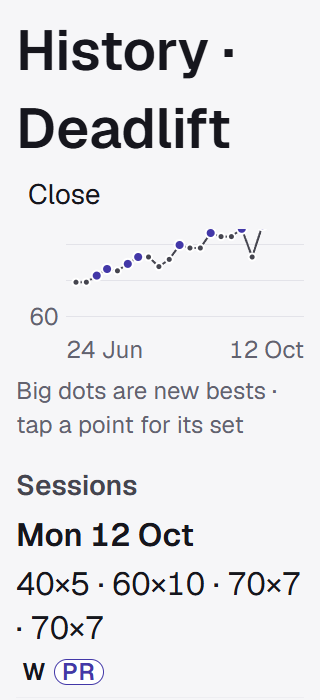 History ·
Deadlift
Close
60
24 Jun 12 Oct
Big dots are new bests ·
tap a point for its set
Sessions
Mon 12 Oct
40×5 · 60×10 · 70×7
· 70×7
W PR